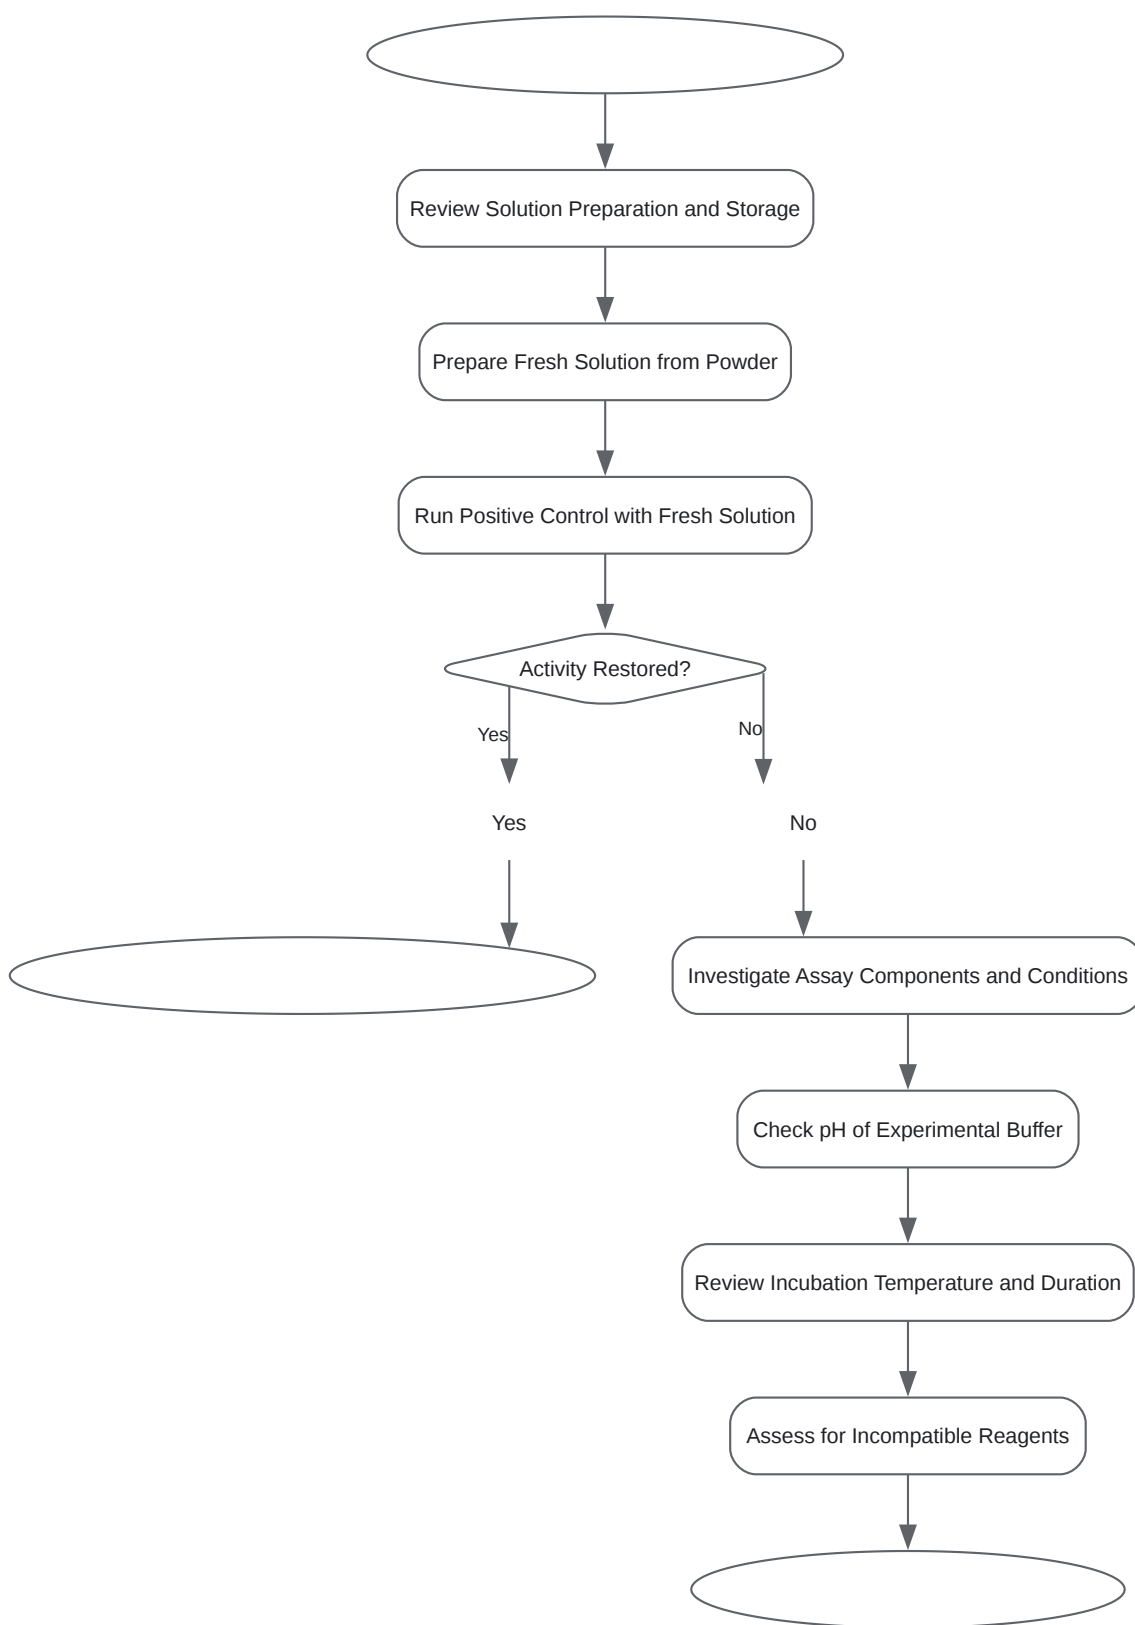 Review Solution Preparation and Storage
Prepare Fresh Solution from Powder
Run Positive Control with Fresh Solution
Activity Restored?
Yes
No
Yes
No
Investigate Assay Components and Conditions
Check pH of Experimental Buffer
Review Incubation Temperature and Duration
Assess for Incompatible Reagents